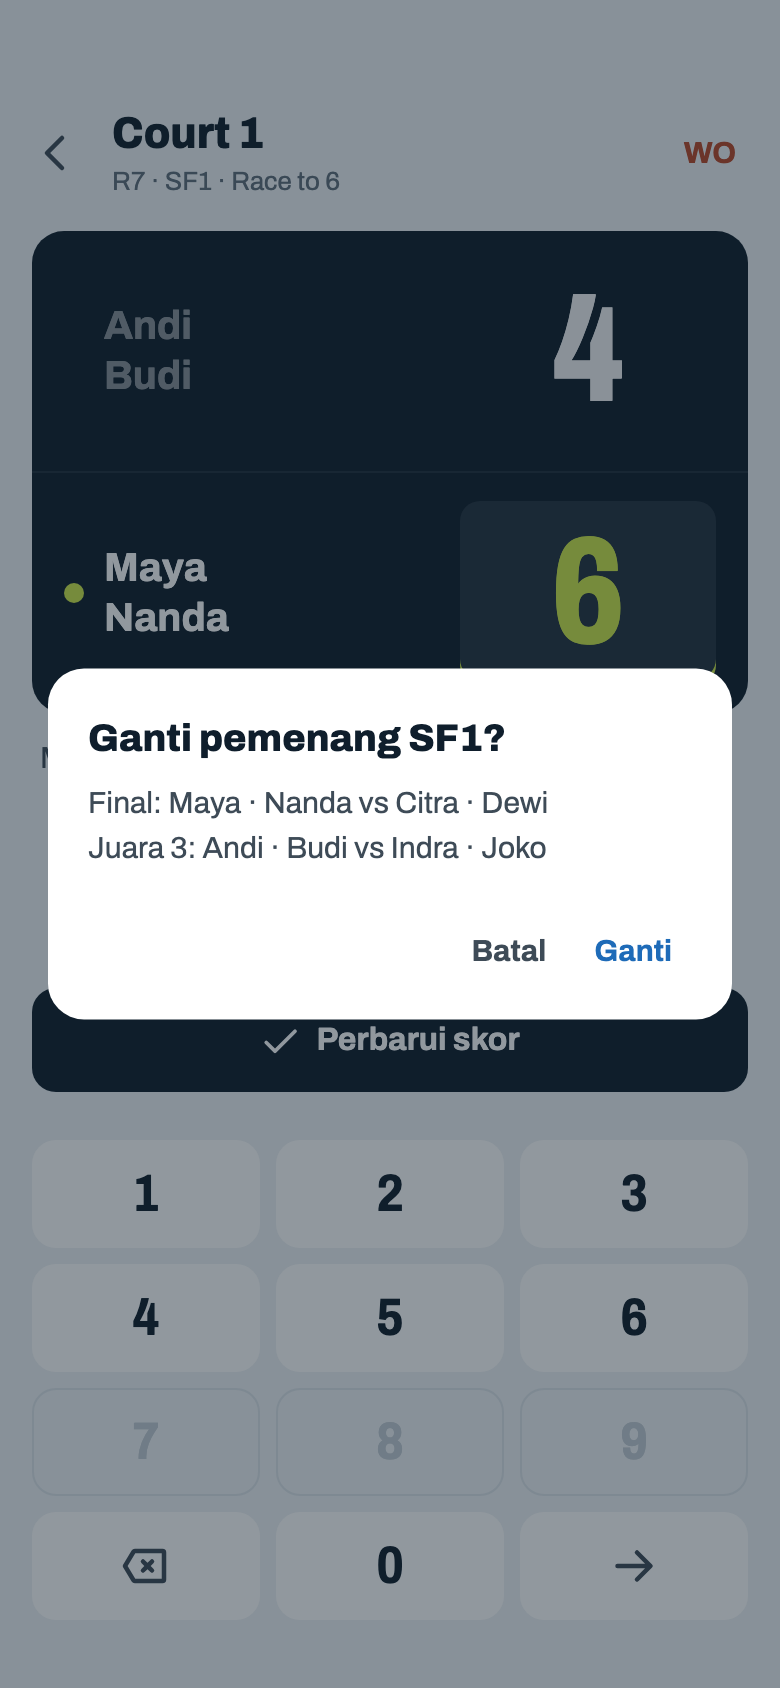 Court 1
R7 · SF1 · Race to 6
WO
Andi
Budi
4
Maya
Nanda
6
Ganti pemenang SF1?
Final: Maya · Nanda vs Citra · Dewi
Juara 3: Andi · Budi vs Indra · Joko
Batal Ganti
Perbarui skor
1 2 3
4 5 6
7 8 9
0